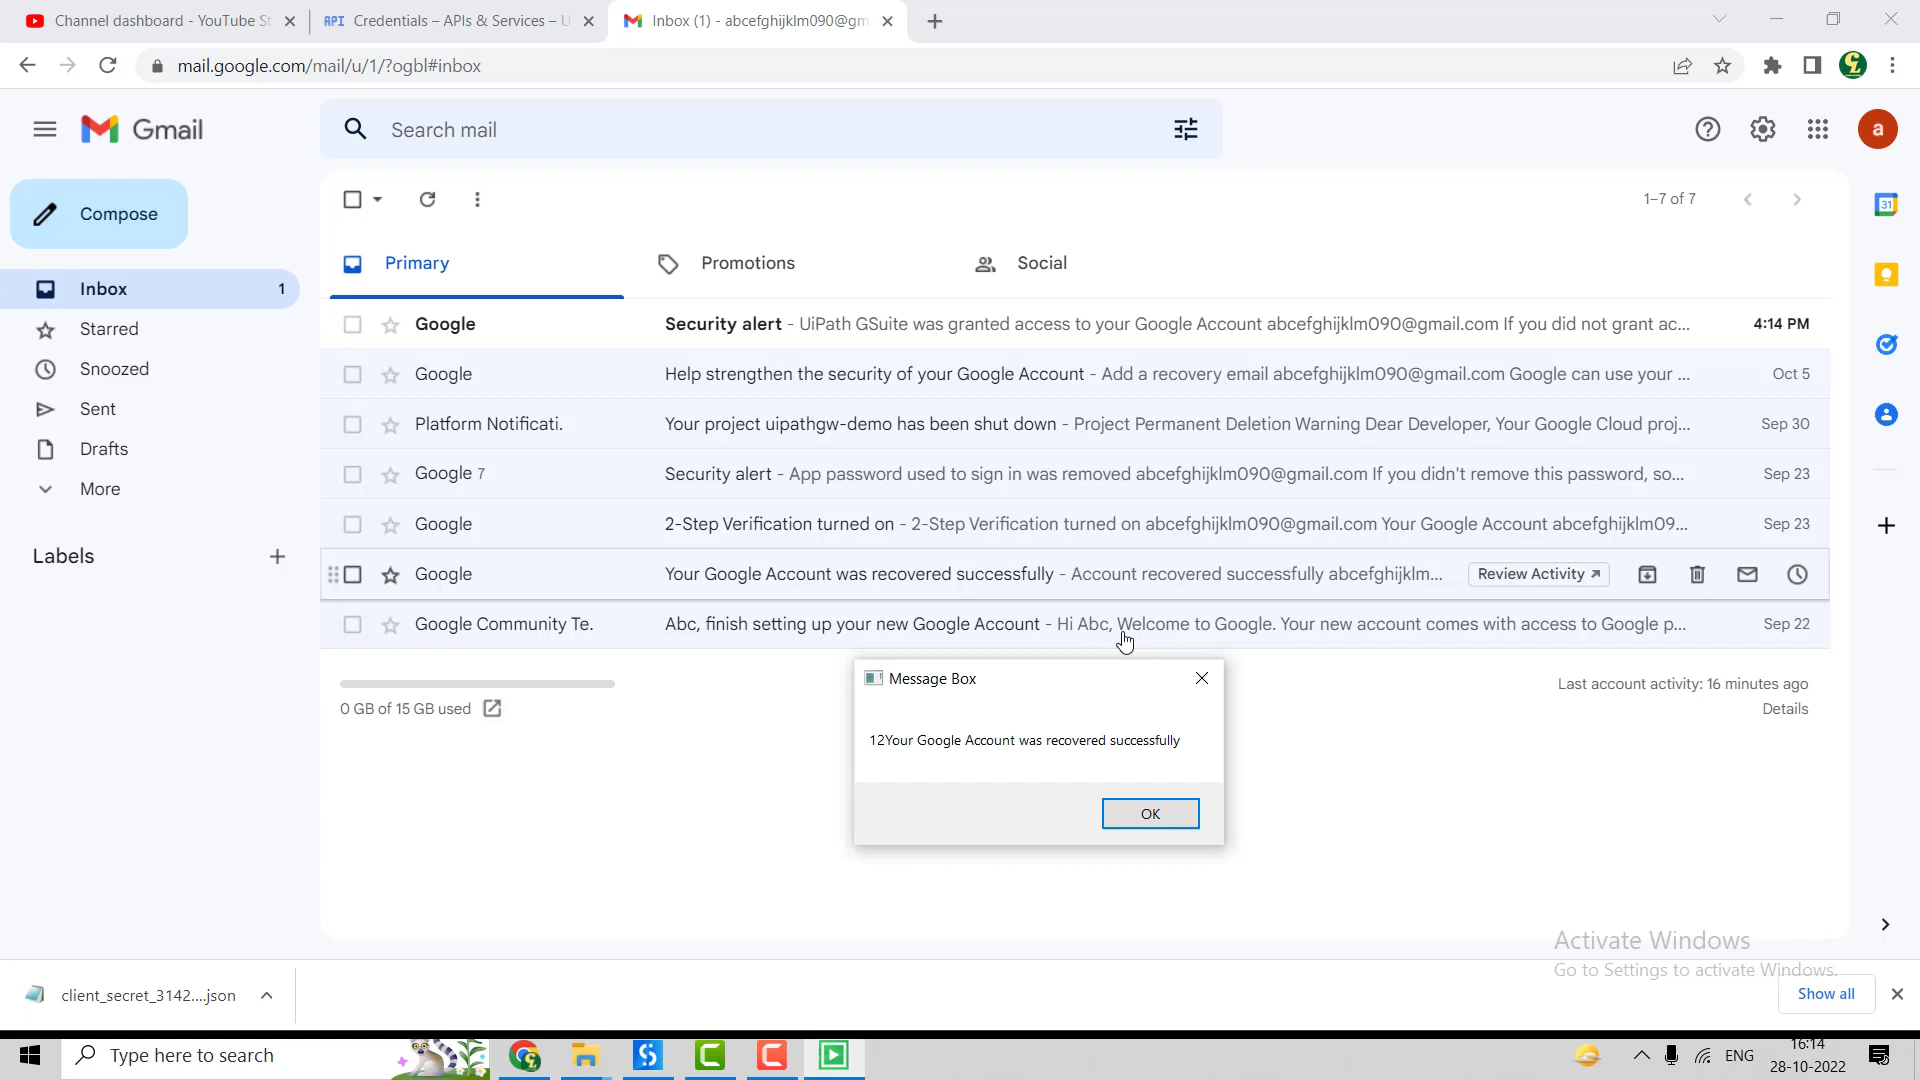 Channel dashboard - YouTube St
Credentials – APIs & Services – U
Inbox (1) - abcefghijklm090@gm
mail.google.com/mail/u/1/?ogbl#inbox
Gmail
Search mail
a
Compose
1–7 of 7
Primary
Promotions
Social
Inbox 1
Starred
Snoozed
Sent
Drafts
More
Labels
Google Security alert - UiPath GSuite was granted access to your Google Account abcefghijklm090@gmail.com If you did not grant ac... 4:14 PM
Google Help strengthen the security of your Google Account - Add a recovery email abcefghijklm090@gmail.com Google can use your ... Oct 5
Platform Notificati. Your project uipathgw-demo has been shut down - Project Permanent Deletion Warning Dear Developer, Your Google Cloud proj... Sep 30
Google 7 Security alert - App password used to sign in was removed abcefghijklm090@gmail.com If you didn't remove this password, so... Sep 23
Google 2-Step Verification turned on - 2-Step Verification turned on abcefghijklm090@gmail.com Your Google Account abcefghijklm09... Sep 23
Google Your Google Account was recovered successfully - Account recovered successfully abcefghijklm... Review Activity
Google Community Te. Abc, finish setting up your new Google Account - Hi Abc, Welcome to Google. Your new account comes with access to Google p... Sep 22
0 GB of 15 GB used
Last account activity: 16 minutes ago
Details
Message Box
12Your Google Account was recovered successfully
OK
Activate Windows
Go to Settings to activate Windows.
client_secret_3142....json
Show all
Type here to search
ENG
16:14
28-10-2022
API
31